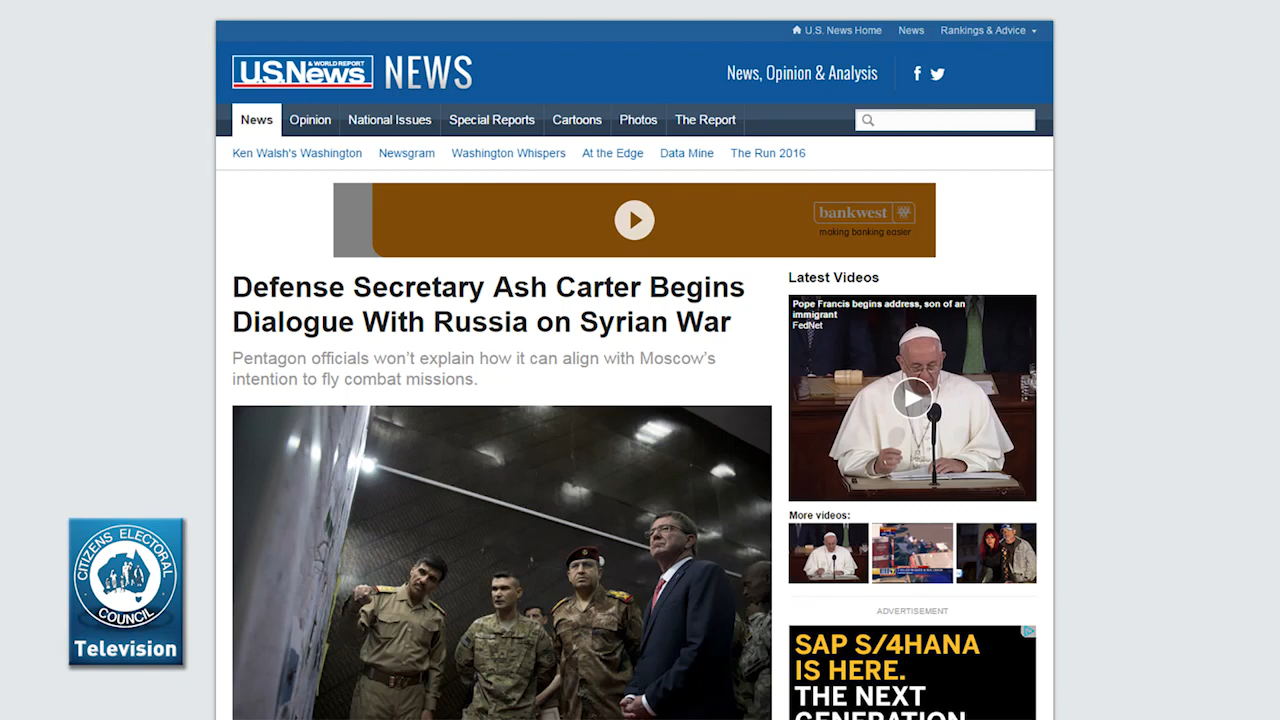 U.S. News Home News Rankings & Advice
U.S.News & WORLD REPORT NEWS
News, Opinion & Analysis
News Opinion National Issues Special Reports Cartoons Photos The Report
Ken Walsh's Washington Newsgram Washington Whispers At the Edge Data Mine The Run 2016
bankwest
making banking easier
Defense Secretary Ash Carter Begins
Dialogue With Russia on Syrian War
Pentagon officials won't explain how it can align with Moscow's
intention to fly combat missions.
Latest Videos
Pope Francis begins address, son of an
immigrant
FedNet
More videos:
ADVERTISEMENT
SAP S/4HANA
IS HERE.
THE NEXT
GENERATION
CITIZENS ELECTORAL
COUNCIL
Television